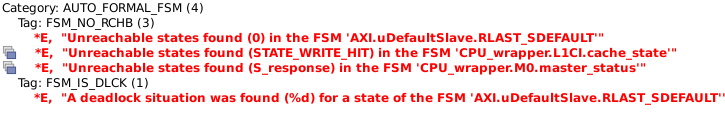 Category: AUTO_FORMAL_FSM (4)
Tag: FSM_NO_RCHB (3)
*E, "Unreachable states found (0) in the FSM 'AXI.uDefaultSlave.RLAST_SDEFAULT'"
*E, "Unreachable states found (STATE_WRITE_HIT) in the FSM 'CPU_wrapper.L1CI.cache_state'"
*E, "Unreachable states found (S_response) in the FSM 'CPU_wrapper.M0.master_status'"
Tag: FSM_IS_DLCK (1)
*E, "A deadlock situation was found (%d) for a state of the FSM 'AXI.uDefaultSlave.RLAST_SDEFAULT'"